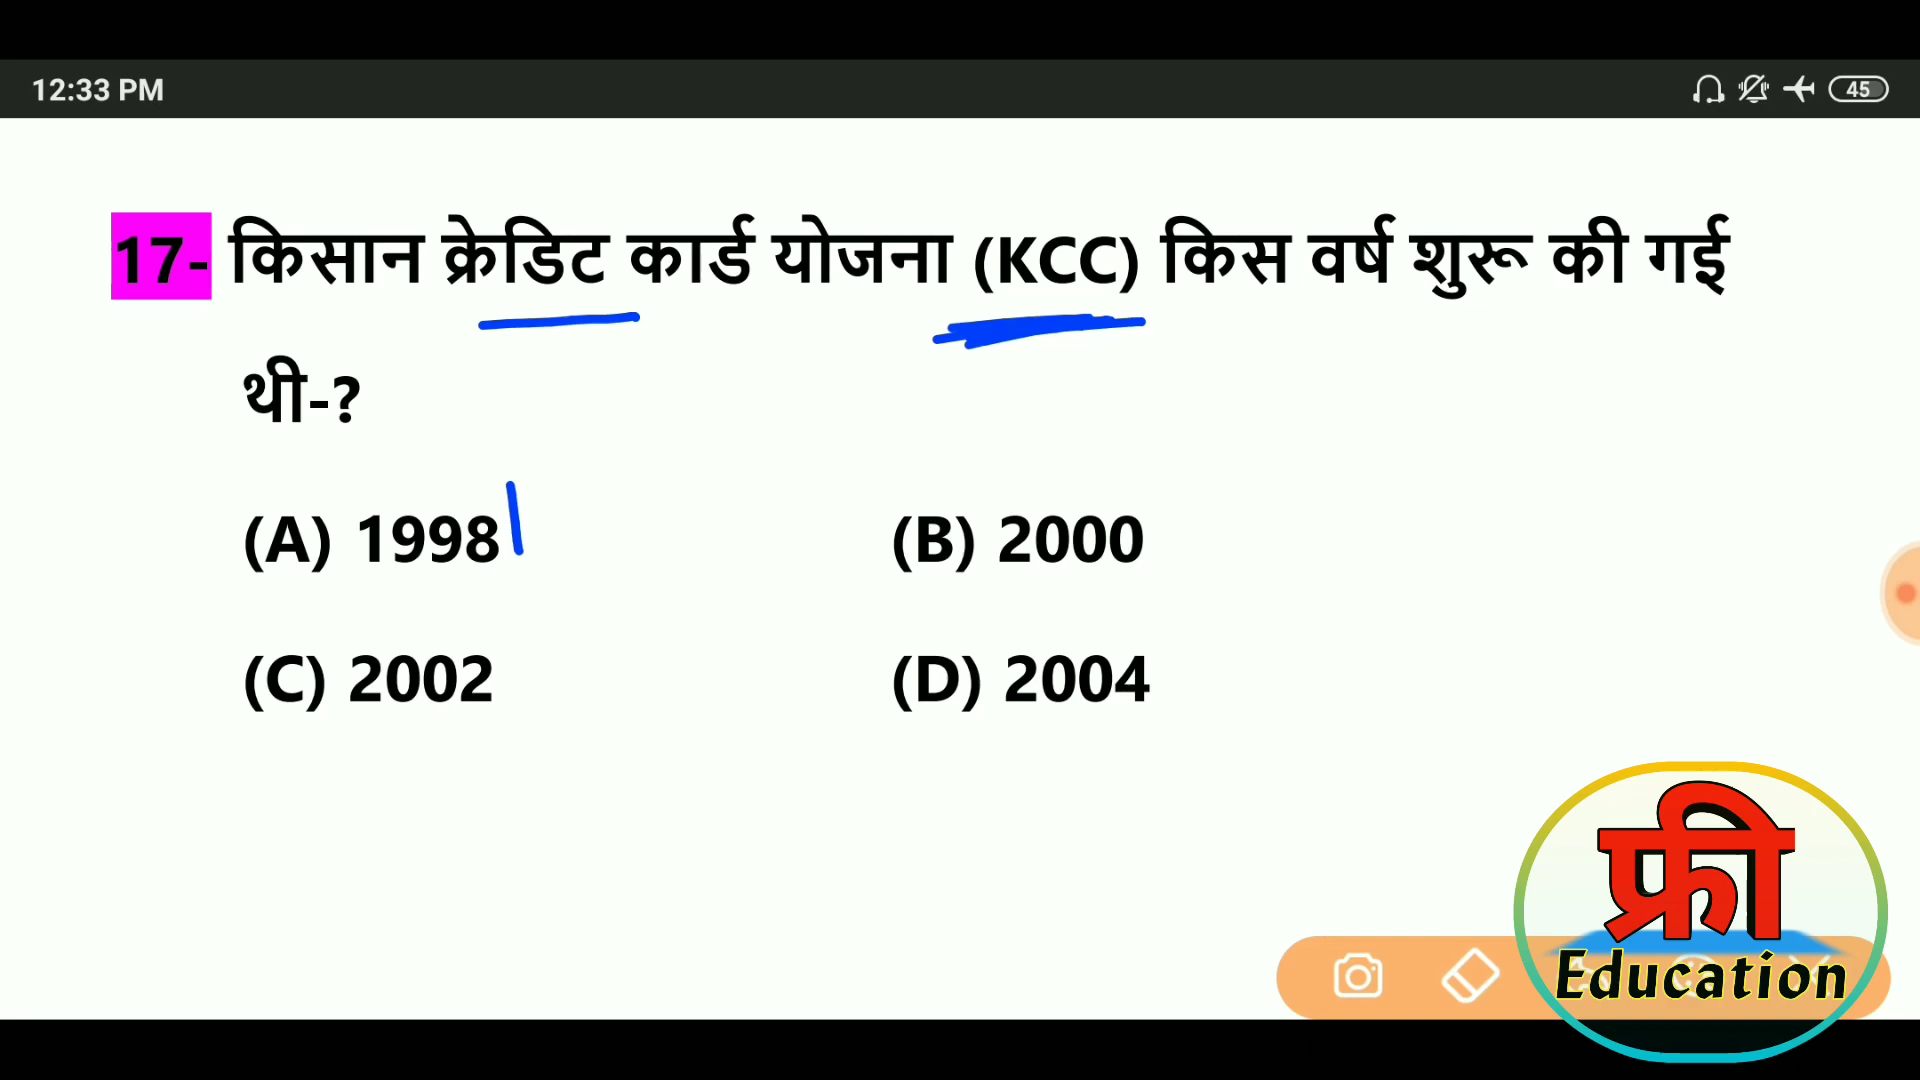 12:33 PM
45
17- किसान क्रेडिट कार्ड योजना (KCC) किस वर्ष शुरू की गई
थी-?
(A) 1998
(B) 2000
(C) 2002
(D) 2004
फ्री
Education